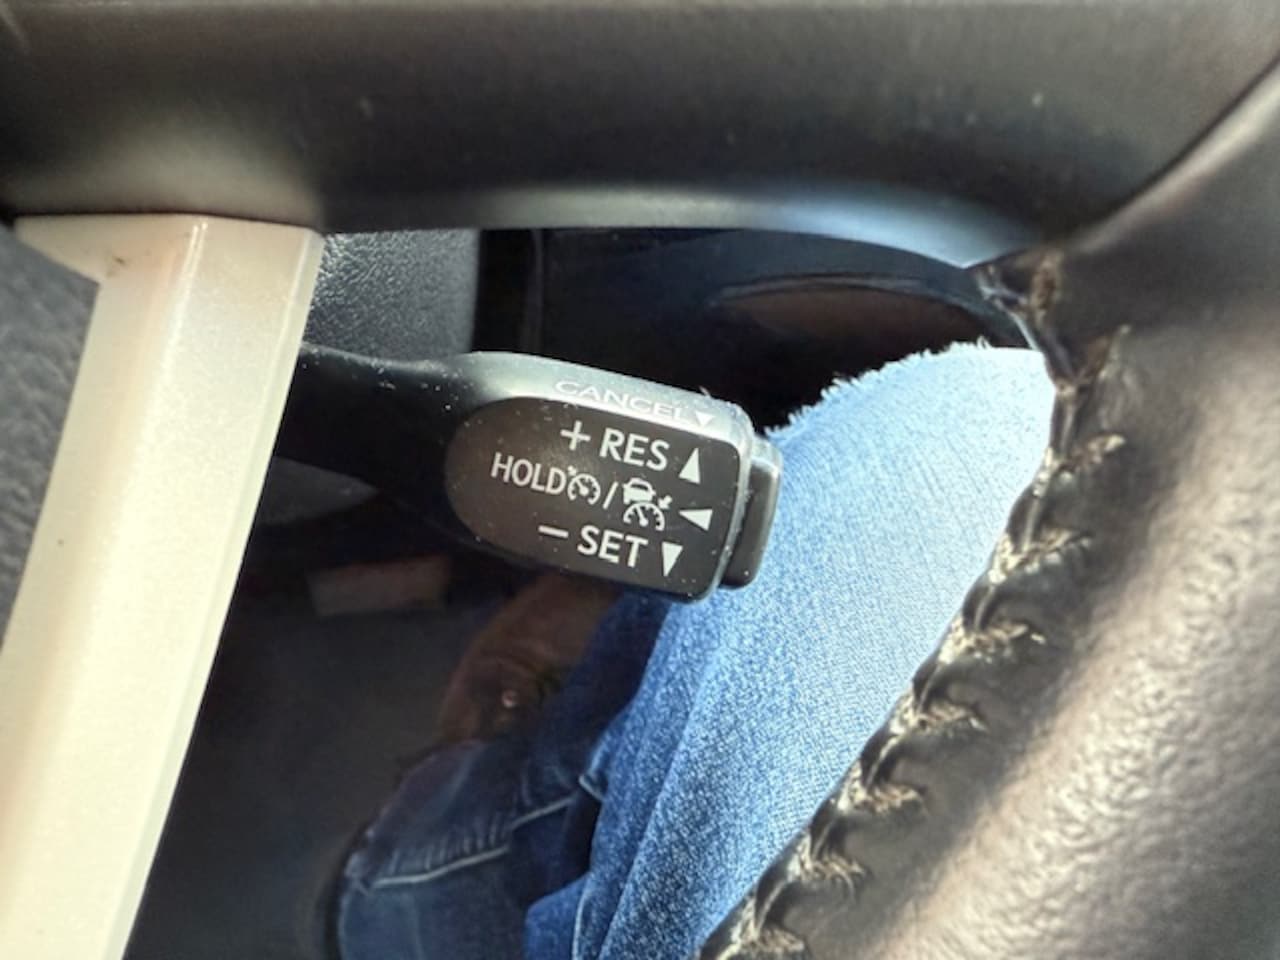 CANCEL▼
+ RES ▲
HOLD / ◀
− SET ▼